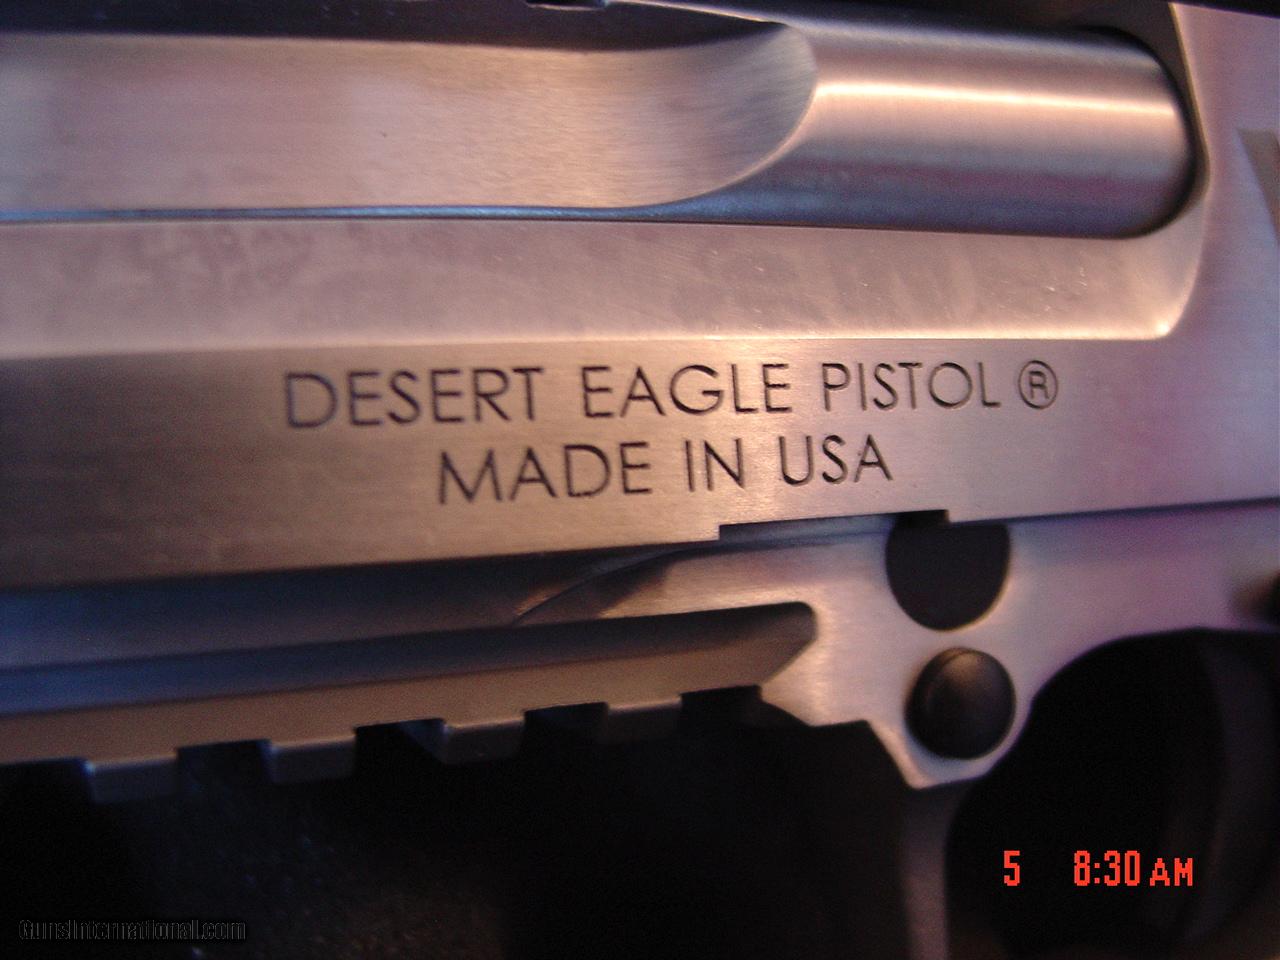 DESERT EAGLE PISTOL ®
MADE IN USA
5 8:30 AM
GunsInternational.com